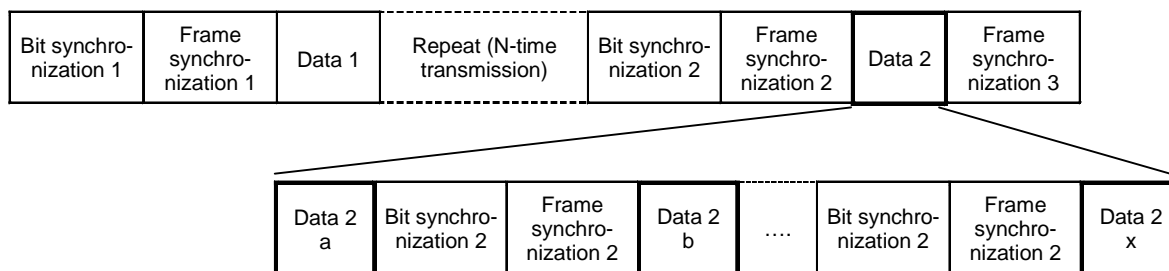 Bit synchro-
nization 1
Frame
synchro-
nization 1
Data 1
Repeat (N-time
transmission)
Bit synchro-
nization 2
Frame
synchro-
nization 2
Data 2
Frame
synchro-
nization 3
Data 2
a
Bit synchro-
nization 2
Frame
synchro-
nization 2
Data 2
b
....
Bit synchro-
nization 2
Frame
synchro-
nization 2
Data 2
x